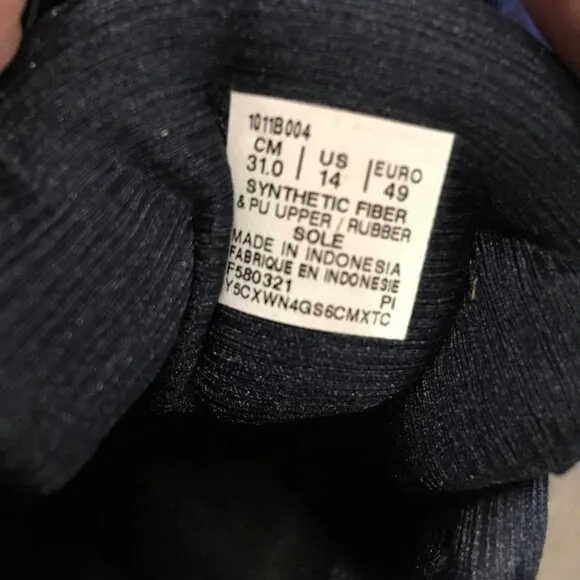 1011B004
CM | US | EURO
31.0 | 14 | 49
SYNTHETIC FIBER
& PU UPPER / RUBBER
SOLE
MADE IN INDONESIA
FABRIQUE EN INDONESIE
F580321 PI
Y5CXWN4GS6CMXTC